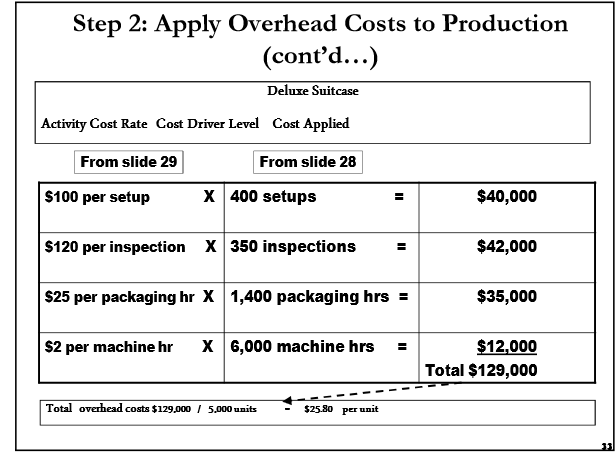 Step 2: Apply Overhead Costs to Production
(cont'd…)
Deluxe Suitcase
Activity Cost Rate Cost Driver Level Cost Applied
From slide 29 From slide 28
$100 per setup X 400 setups = $40,000
$120 per inspection X 350 inspections = $42,000
$25 per packaging hr X 1,400 packaging hrs = $35,000
$2 per machine hr X 6,000 machine hrs = $12,000
Total $129,000
Total overhead costs $129,000 / 5,000 units = $25.80 per unit
33